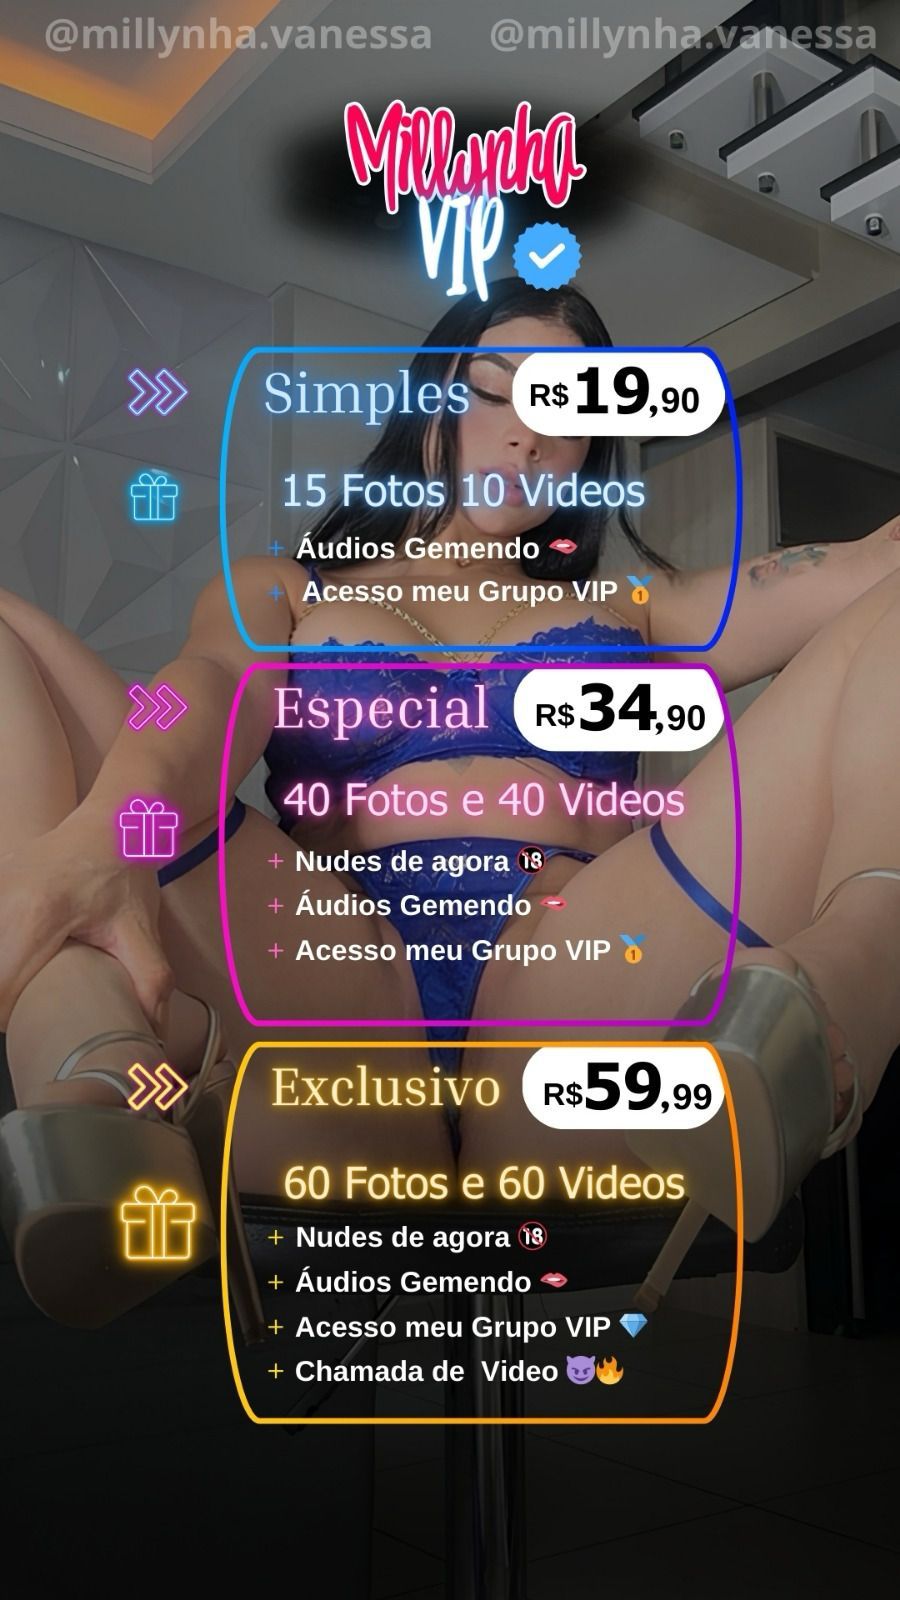 @millynha.vanessa @millynha.vanessa
Millynha
VIP
Simples R$19,90
15 Fotos 10 Videos
+ Áudios Gemendo 🫦
+ Acesso meu Grupo VIP 🥇
Especial R$34,90
40 Fotos e 40 Videos
+ Nudes de agora 🔞
+ Áudios Gemendo 🫦
+ Acesso meu Grupo VIP 🥇
Exclusivo R$59,99
60 Fotos e 60 Videos
+ Nudes de agora 🔞
+ Áudios Gemendo 🫦
+ Acesso meu Grupo VIP 💎
+ Chamada de Video 😈🔥